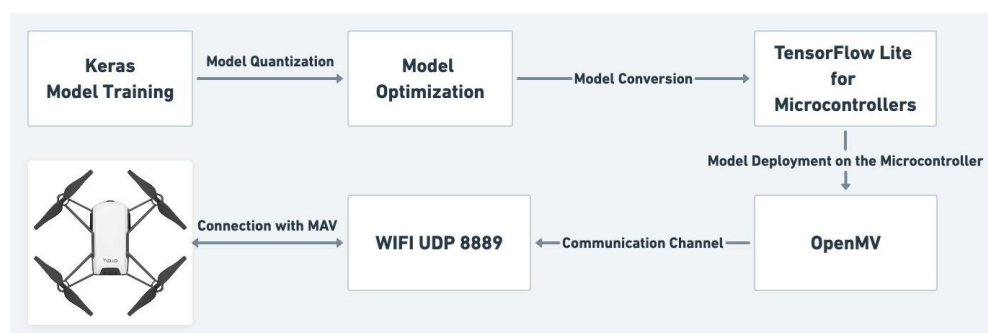 Keras
Model Training
Model Quantization
Model
Optimization
Model Conversion
TensorFlow Lite
for
Microcontrollers
Model Deployment on the Microcontroller
OpenMV
Communication Channel
WIFI UDP 8889
Connection with MAV
TELLO